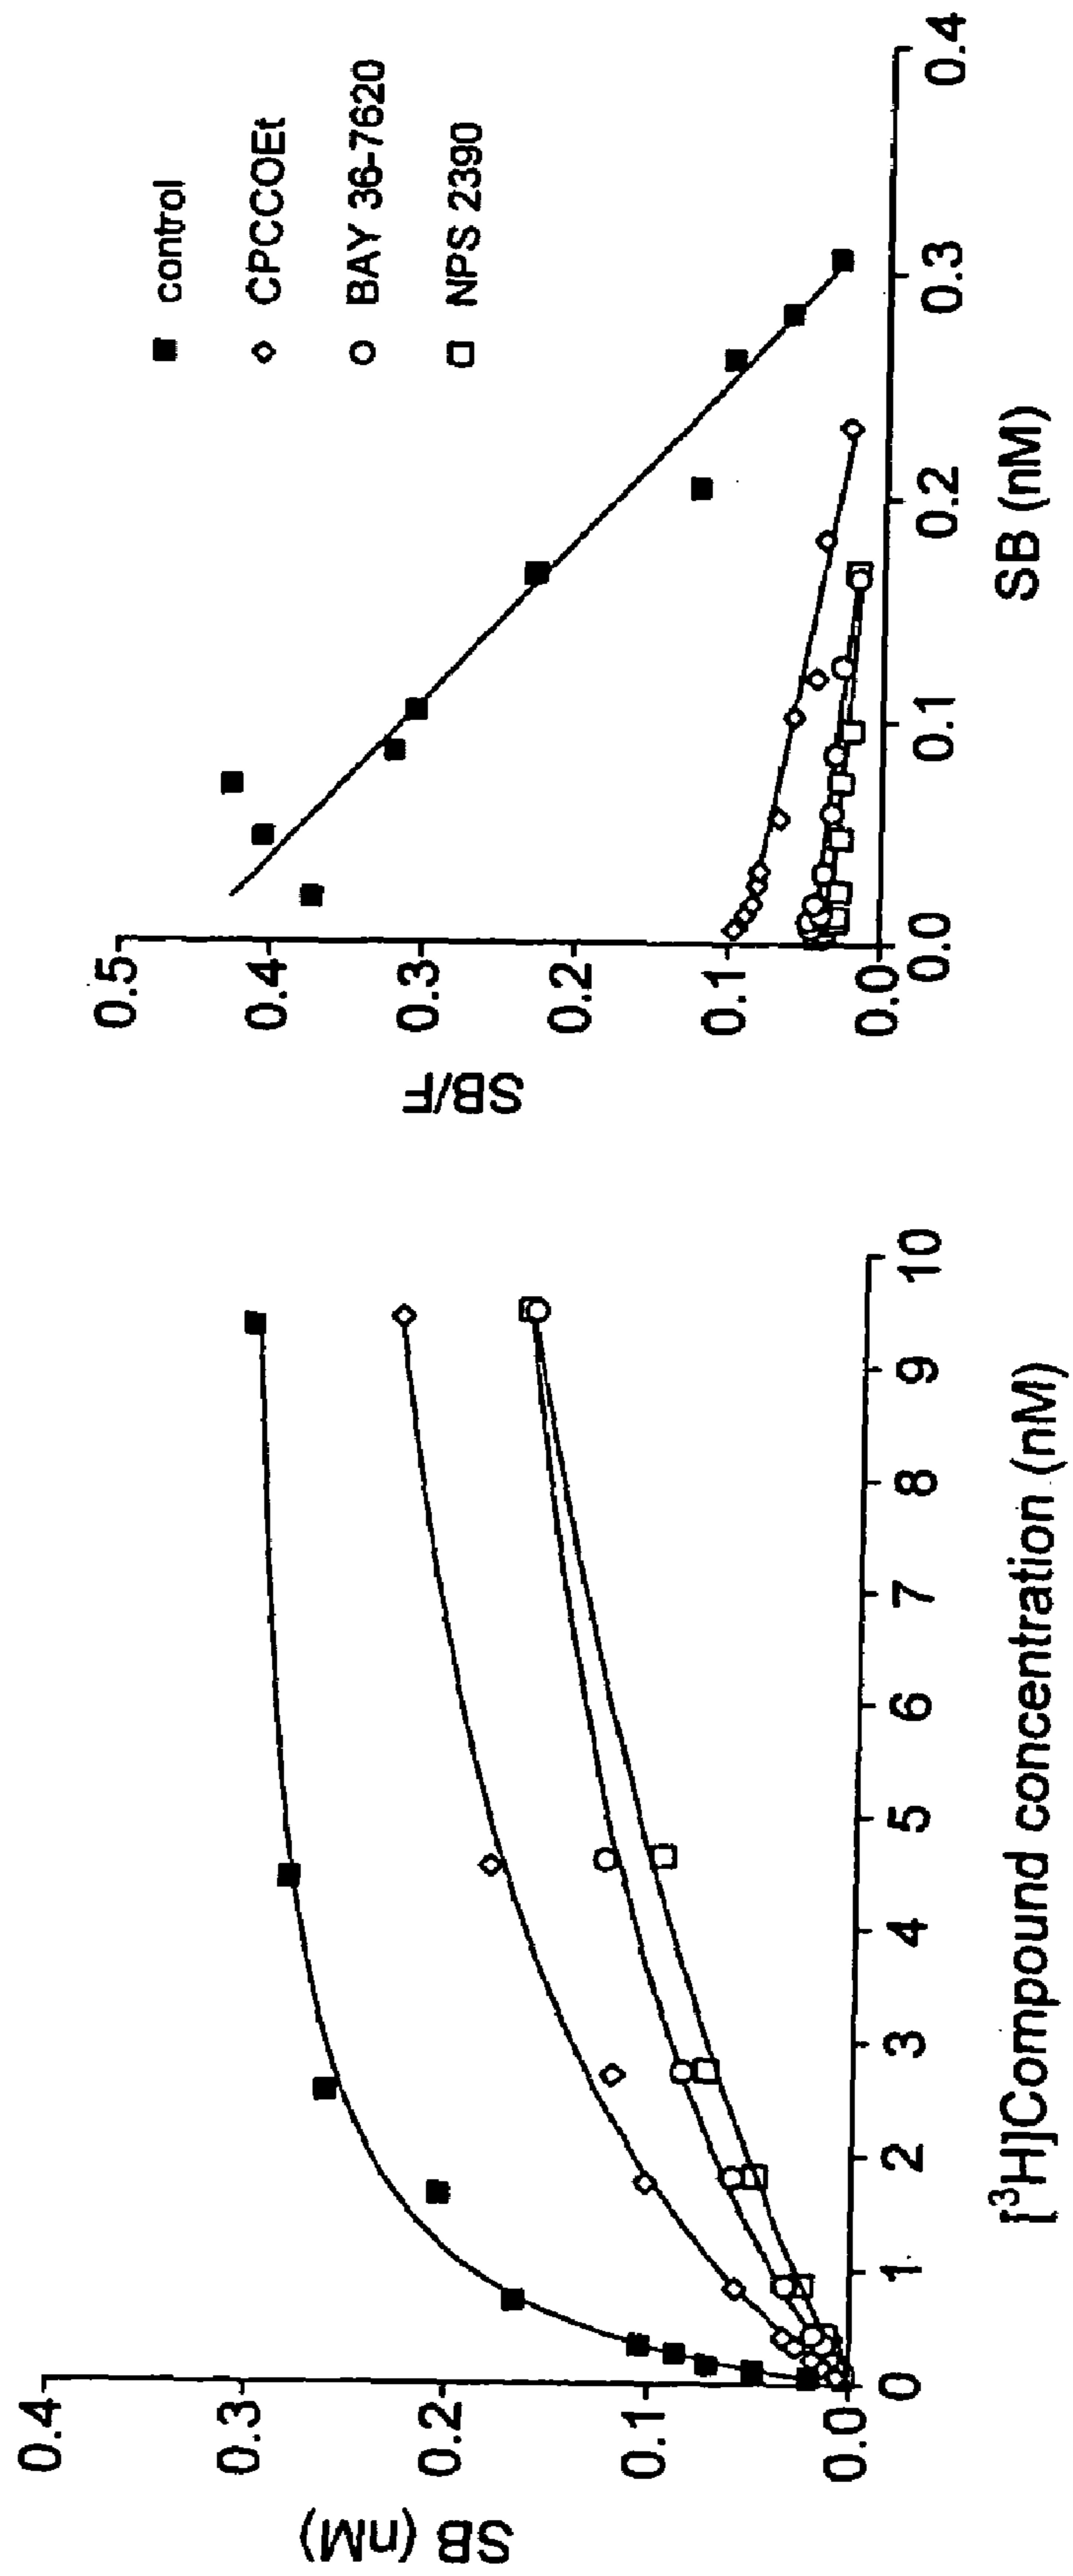 SB (nM)
0.4
0.3
0.2
0.1
0.0
0 1 2 3 4 5 6 7 8 9 10
[³H]Compound concentration (nM)
SB/F
0.5
0.4
0.3
0.2
0.1
0.0
0.0 0.1 0.2 0.3 0.4
SB (nM)
control
CPCCOEt
BAY 36-7620
NPS 2390